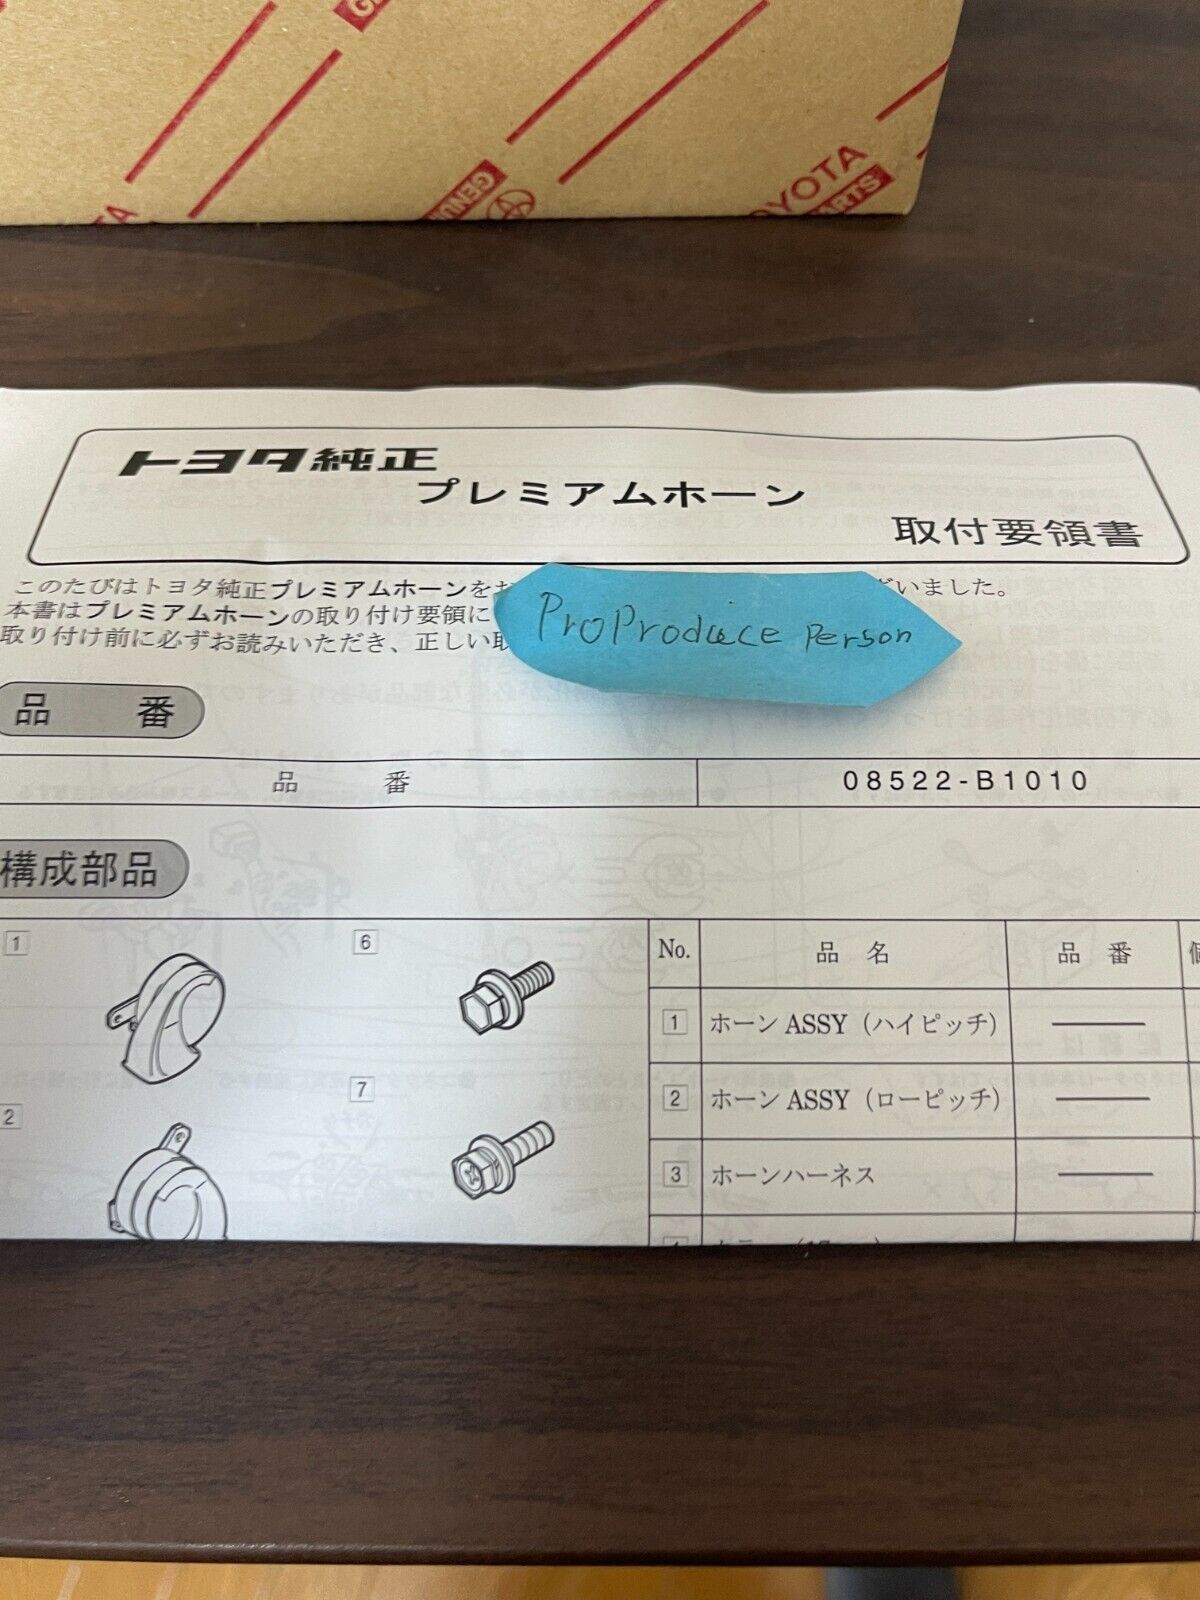 GENUI
TOYOTA
PARTS
TA
トヨタ純正
プレミアムホーン
取付要領書
このたびはトヨタ純正プレミアムホーンをお
ざいました。
本書はプレミアムホーンの取り付け要領に
取り付け前に必ずお読みいただき、正しい取
ProProduce Person
品 番
品 番 08522-B1010
構成部品
1
6
2
7
No. 品 名 品 番 個
1 ホーン ASSY（ハイピッチ）
2 ホーン ASSY（ローピッチ）
3 ホーンハーネス